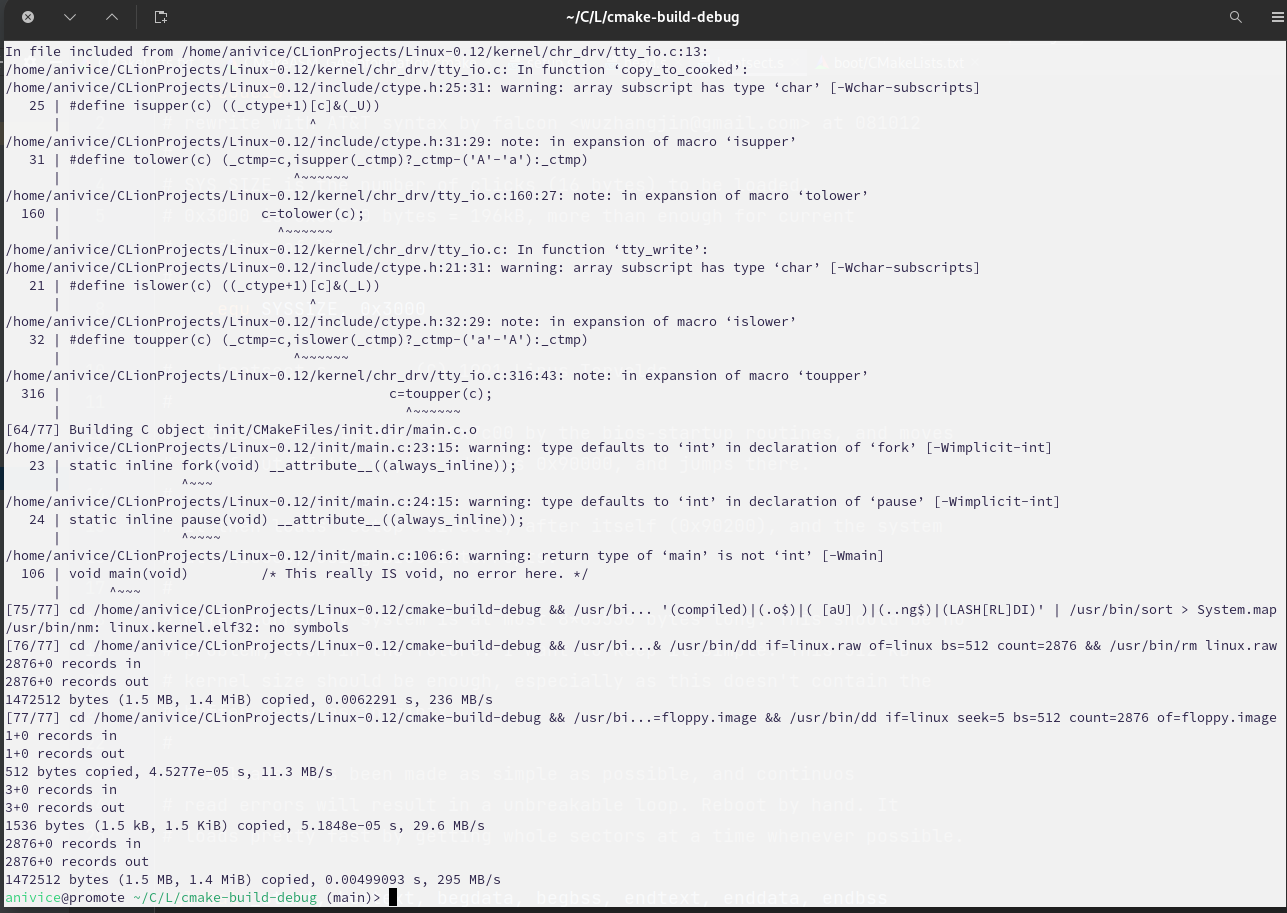 ~/C/L/cmake-build-debug
In file included from /home/anivice/CLionProjects/Linux-0.12/kernel/chr_drv/tty_io.c:13:
/home/anivice/CLionProjects/Linux-0.12/kernel/chr_drv/tty_io.c: In function ‘copy_to_cooked’:
/home/anivice/CLionProjects/Linux-0.12/include/ctype.h:25:31: warning: array subscript has type ‘char’ [-Wchar-subscripts]
   25 | #define isupper(c) ((_ctype+1)[c]&(_U))
      |                               ^
/home/anivice/CLionProjects/Linux-0.12/include/ctype.h:31:29: note: in expansion of macro ‘isupper’
   31 | #define tolower(c) (_ctmp=c,isupper(_ctmp)?_ctmp-('A'-'a'):_ctmp)
      |                             ^~~~~~~
/home/anivice/CLionProjects/Linux-0.12/kernel/chr_drv/tty_io.c:160:27: note: in expansion of macro ‘tolower’
  160 |                         c=tolower(c);
      |                           ^~~~~~~
/home/anivice/CLionProjects/Linux-0.12/kernel/chr_drv/tty_io.c: In function ‘tty_write’:
/home/anivice/CLionProjects/Linux-0.12/include/ctype.h:21:31: warning: array subscript has type ‘char’ [-Wchar-subscripts]
   21 | #define islower(c) ((_ctype+1)[c]&(_L))
      |                               ^
/home/anivice/CLionProjects/Linux-0.12/include/ctype.h:32:29: note: in expansion of macro ‘islower’
   32 | #define toupper(c) (_ctmp=c,islower(_ctmp)?_ctmp-('a'-'A'):_ctmp)
      |                             ^~~~~~~
/home/anivice/CLionProjects/Linux-0.12/kernel/chr_drv/tty_io.c:316:43: note: in expansion of macro ‘toupper’
  316 |                                         c=toupper(c);
      |                                           ^~~~~~~
[64/77] Building C object init/CMakeFiles/init.dir/main.c.o
/home/anivice/CLionProjects/Linux-0.12/init/main.c:23:15: warning: type defaults to ‘int’ in declaration of ‘fork’ [-Wimplicit-int]
   23 | static inline fork(void) __attribute__((always_inline));
      |               ^~~~
/home/anivice/CLionProjects/Linux-0.12/init/main.c:24:15: warning: type defaults to ‘int’ in declaration of ‘pause’ [-Wimplicit-int]
   24 | static inline pause(void) __attribute__((always_inline));
      |               ^~~~~
/home/anivice/CLionProjects/Linux-0.12/init/main.c:106:6: warning: return type of ‘main’ is not ‘int’ [-Wmain]
  106 | void main(void)         /* This really IS void, no error here. */
      |      ^~~~
[75/77] cd /home/anivice/CLionProjects/Linux-0.12/cmake-build-debug && /usr/bi... '(compiled)|(.o$)|( [aU] )|(..ng$)|(LASH[RL]DI)' | /usr/bin/sort > System.map
/usr/bin/nm: linux.kernel.elf32: no symbols
[76/77] cd /home/anivice/CLionProjects/Linux-0.12/cmake-build-debug && /usr/bi...& /usr/bin/dd if=linux.raw of=linux bs=512 count=2876 && /usr/bin/rm linux.raw
2876+0 records in
2876+0 records out
1472512 bytes (1.5 MB, 1.4 MiB) copied, 0.0062291 s, 236 MB/s
[77/77] cd /home/anivice/CLionProjects/Linux-0.12/cmake-build-debug && /usr/bi...=floppy.image && /usr/bin/dd if=linux seek=5 bs=512 count=2876 of=floppy.image
1+0 records in
1+0 records out
512 bytes copied, 4.5277e-05 s, 11.3 MB/s
3+0 records in
3+0 records out
1536 bytes (1.5 kB, 1.5 KiB) copied, 5.1848e-05 s, 29.6 MB/s
2876+0 records in
2876+0 records out
1472512 bytes (1.5 MB, 1.4 MiB) copied, 0.00499093 s, 295 MB/s
anivice@promote ~/C/L/cmake-build-debug (main)>